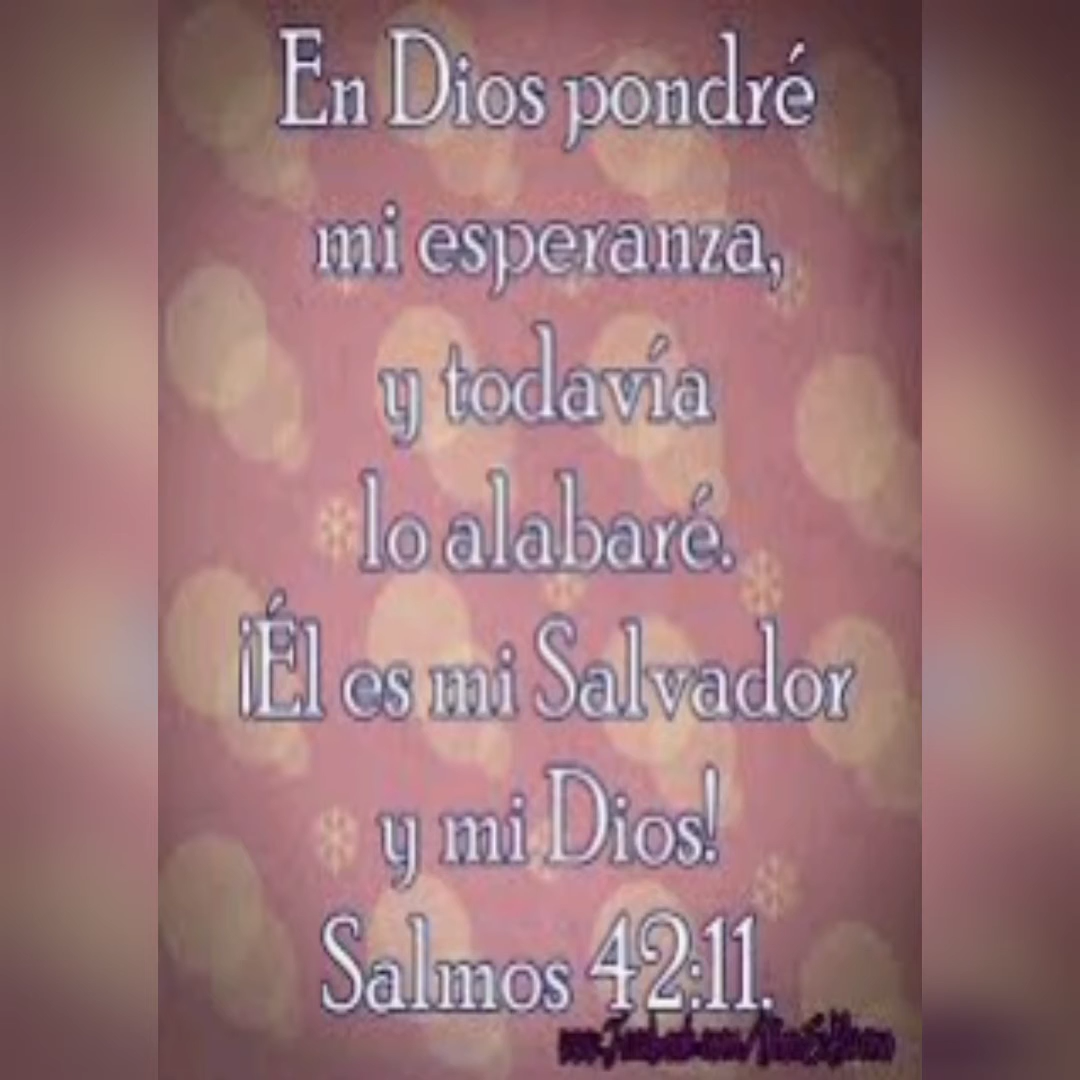 En Dios pondré
mi esperanza,
y todavía
lo alabaré.
¡Él es mi Salvador
y mi Dios!
Salmos 42:11.